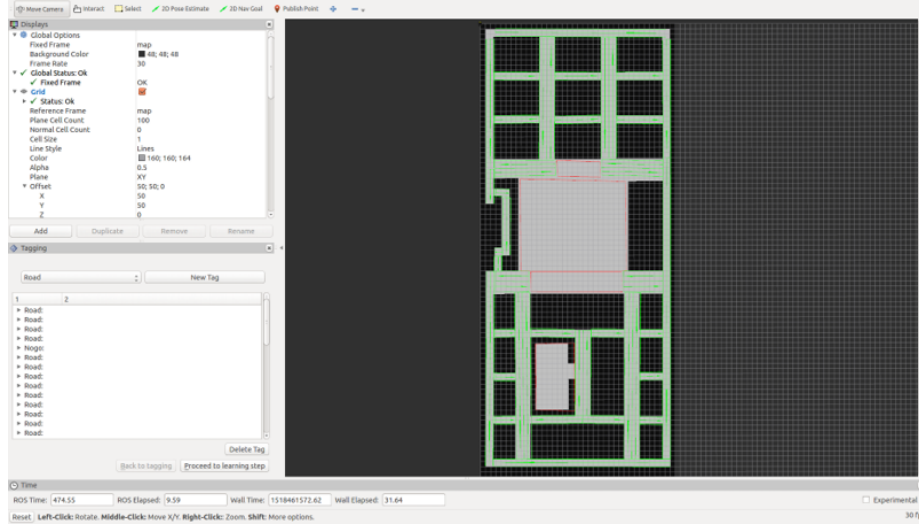 Move Camera Interact Select 2D Pose Estimate 2D Nav Goal Publish Point
Displays
Global Options
Fixed Frame map
Background Color 48; 48; 48
Frame Rate 30
Global Status: Ok
Fixed Frame OK
Grid
Status: Ok
Reference Frame map
Plane Cell Count 100
Normal Cell Count 0
Cell Size 1
Line Style Lines
Color 160; 160; 164
Alpha 0.5
Plane XY
Offset 50; 50; 0
X 50
Y 50
Z 0
Add Duplicate Remove Rename
Tagging
Road New Tag
1 2
Road:
Road:
Road:
Road:
Nogo:
Road:
Road:
Road:
Road:
Road:
Road:
Road:
Road:
Road:
Delete Tag
Back to tagging Proceed to learning step
Time
ROS Time: 474.55 ROS Elapsed: 9.59 Wall Time: 1518461572.62 Wall Elapsed: 31.64 Experimental
Reset Left-Click: Rotate. Middle-Click: Move X/Y. Right-Click: Zoom. Shift: More options. 30 f